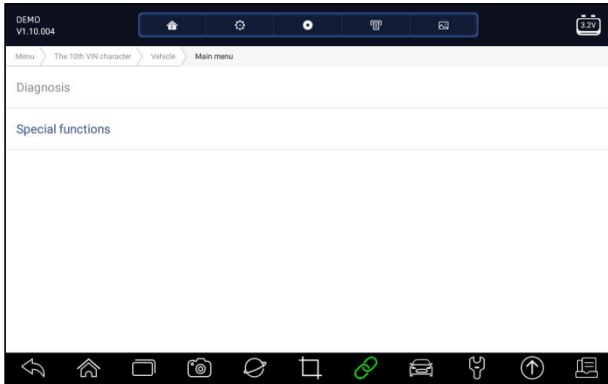 DEMO
V1.10.004
3.2V
Menu The 10th VIN character Vehicle Main menu
Diagnosis
Special functions